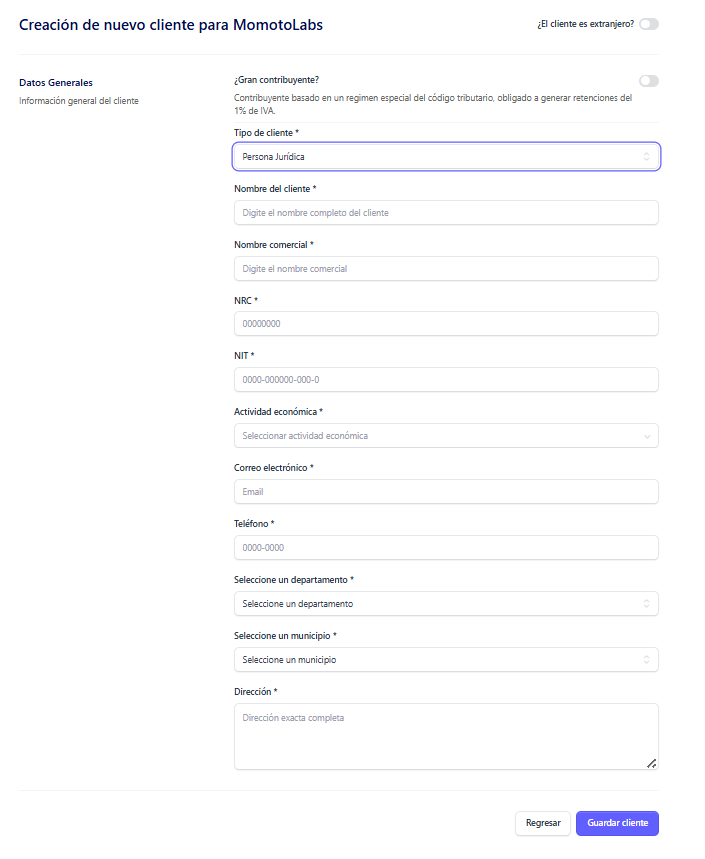 Creación de nuevo cliente para MomotoLabs
¿El cliente es extranjero?
Datos Generales
Información general del cliente
¿Gran contribuyente?
Contribuyente basado en un regimen especial del código tributario, obligado a generar retenciones del
1% de IVA.
Tipo de cliente *
Persona Jurídica
Nombre del cliente *
Digite el nombre completo del cliente
Nombre comercial *
Digite el nombre comercial
NRC *
00000000
NIT *
0000-000000-000-0
Actividad económica *
Seleccionar actividad económica
Correo electrónico *
Email
Teléfono *
0000-0000
Seleccione un departamento *
Seleccione un departamento
Seleccione un municipio *
Seleccione un municipio
Dirección *
Dirección exacta completa
Regresar
Guardar cliente